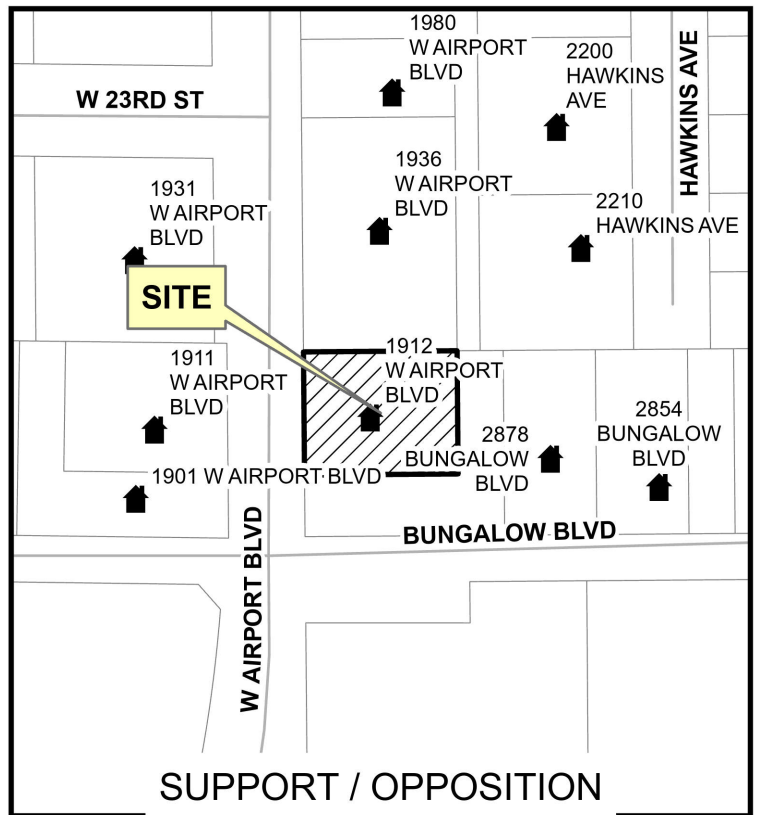 1980
W AIRPORT
BLVD
2200
HAWKINS
AVE
HAWKINS AVE
W 23RD ST
1931
W AIRPORT
BLVD
1936
W AIRPORT
BLVD
2210
HAWKINS AVE
SITE
1911
W AIRPORT
BLVD
1912
W AIRPORT
BLVD
2878
BUNGALOW
BLVD
2854
BUNGALOW
BLVD
1901 W AIRPORT BLVD
W AIRPORT BLVD
BUNGALOW BLVD
SUPPORT / OPPOSITION